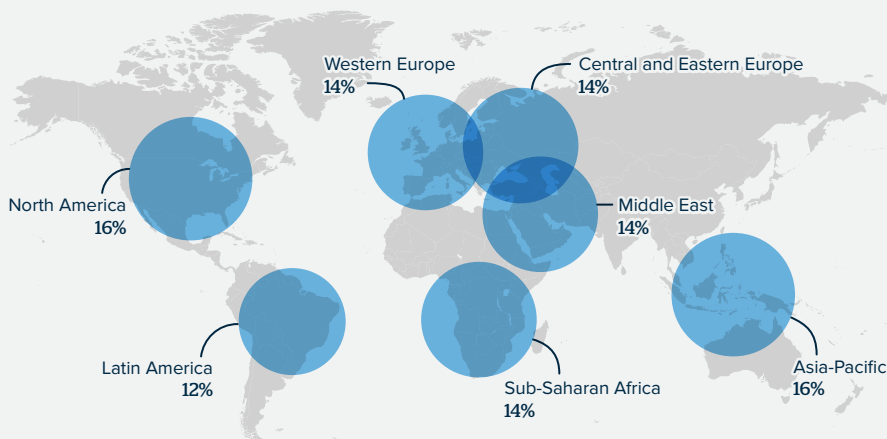 Western Europe
14%
Central and Eastern Europe
14%
North America
16%
Middle East
14%
Latin America
12%
Sub-Saharan Africa
14%
Asia-Pacific
16%